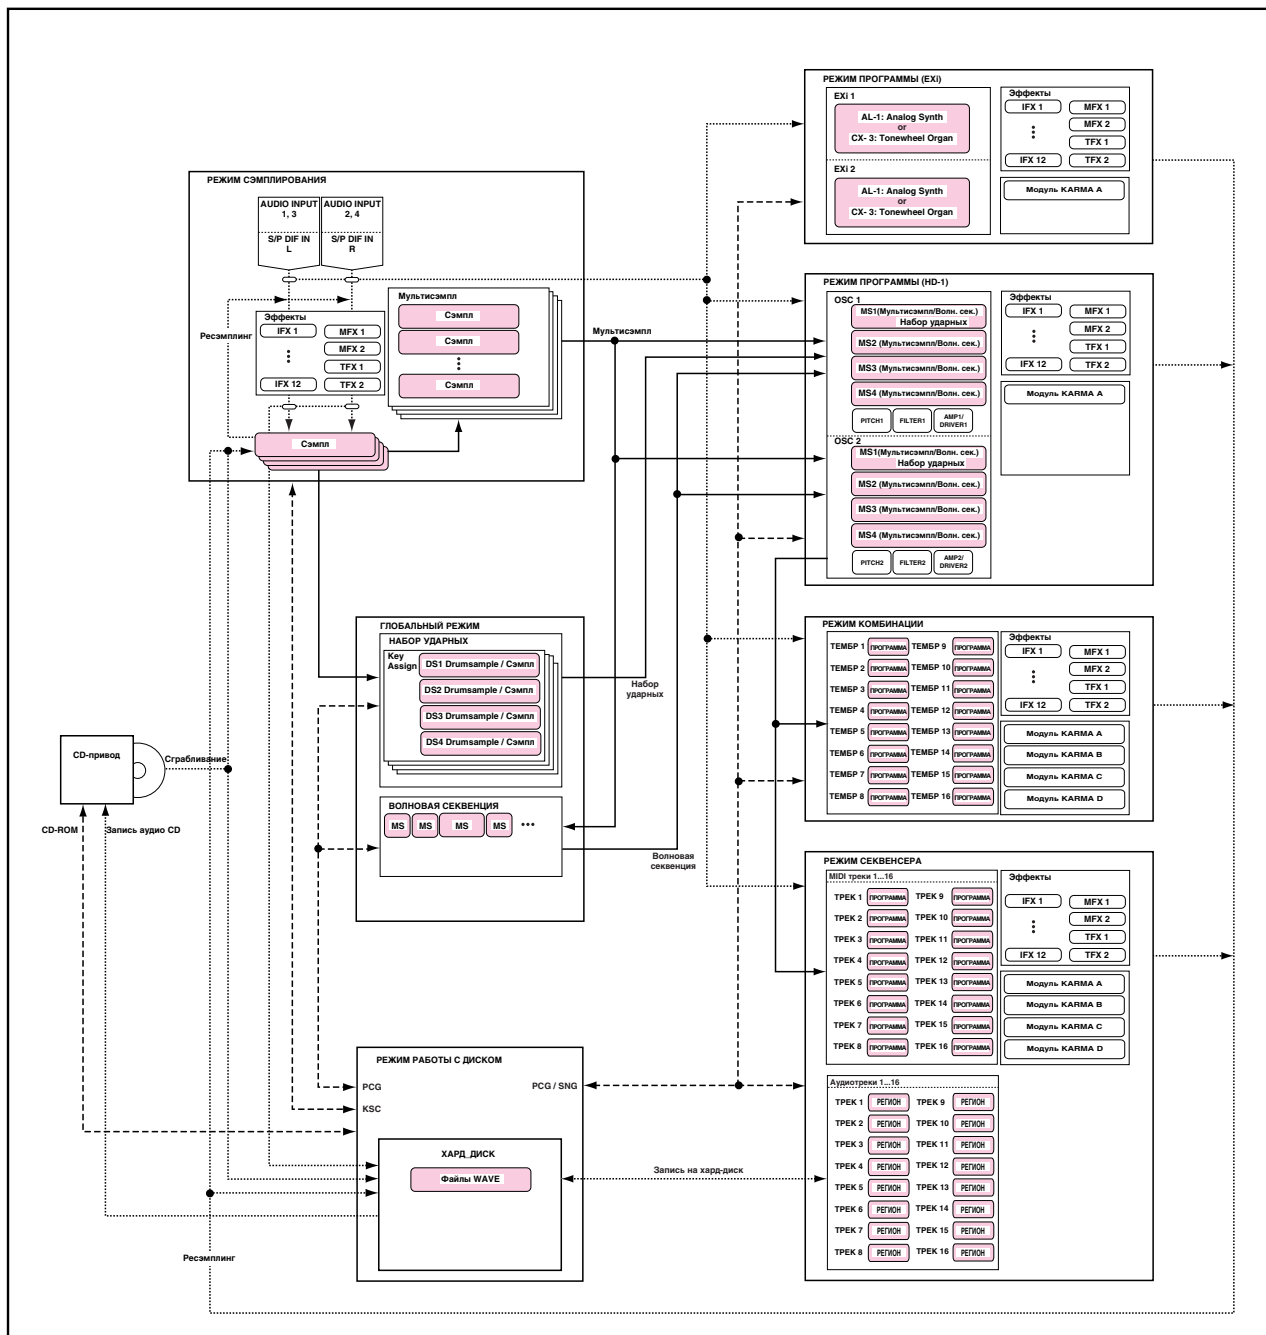 РЕЖИМ ПРОГРАММЫ (EXi)
EXi 1
AL-1: Analog Synth
or
CX- 3: Tonewheel Organ
EXi 2
AL-1: Analog Synth
or
CX- 3: Tonewheel Organ
Эффекты
IFX 1
MFX 1
MFX 2
TFX 1
IFX 12
TFX 2
Модуль KARMA A
РЕЖИМ СЭМПЛИРОВАНИЯ
AUDIO INPUT
1, 3
AUDIO INPUT
2, 4
S/P DIF IN
L
S/P DIF IN
R
Ресэмплинг
Эффекты
IFX 1
MFX 1
MFX 2
TFX 1
IFX 12
TFX 2
Мультисэмпл
Сэмпл
Сэмпл
Сэмпл
Сэмпл
Мультисэмпл
РЕЖИМ ПРОГРАММЫ (HD-1)
OSC 1
MS1(Мультисэмпл/Волн. сек.)
Набор ударных
MS2 (Мультисэмпл/Волн. сек.)
MS3 (Мультисэмпл/Волн. сек.)
MS4 (Мультисэмпл/Волн. сек.)
PITCH1
FILTER1
AMP1/
DRIVER1
OSC 2
MS1(Мультисэмпл/Волн. сек.)
Набор ударных
MS2 (Мультисэмпл/Волн. сек.)
MS3 (Мультисэмпл/Волн. сек.)
MS4 (Мультисэмпл/Волн. сек.)
PITCH2
FILTER2
AMP2/
DRIVER2
Эффекты
IFX 1
MFX 1
MFX 2
TFX 1
IFX 12
TFX 2
Модуль KARMA A
ГЛОБАЛЬНЫЙ РЕЖИМ
НАБОР УДАРНЫХ
Key
Assign
DS1 Drumsample / Сэмпл
DS2 Drumsample / Сэмпл
DS3 Drumsample / Сэмпл
DS4 Drumsample / Сэмпл
Набор
ударных
ВОЛНОВАЯ СЕКВЕНЦИЯ
MS MS MS MS
Волновая
секвенция
CD-привод
Сграбливание
CD-ROM
Запись аудио CD
РЕЖИМ КОМБИНАЦИИ
ТЕМБР 1 ПРОГРАММА ТЕМБР 9 ПРОГРАММА
ТЕМБР 2 ПРОГРАММА ТЕМБР 10 ПРОГРАММА
ТЕМБР 3 ПРОГРАММА ТЕМБР 11 ПРОГРАММА
ТЕМБР 4 ПРОГРАММА ТЕМБР 12 ПРОГРАММА
ТЕМБР 5 ПРОГРАММА ТЕМБР 13 ПРОГРАММА
ТЕМБР 6 ПРОГРАММА ТЕМБР 14 ПРОГРАММА
ТЕМБР 7 ПРОГРАММА ТЕМБР 15 ПРОГРАММА
ТЕМБР 8 ПРОГРАММА ТЕМБР 16 ПРОГРАММА
Эффекты
IFX 1
MFX 1
MFX 2
TFX 1
IFX 12
TFX 2
Модуль KARMA A
Модуль KARMA B
Модуль KARMA C
Модуль KARMA D
РЕЖИМ СЕКВЕНСЕРА
MIDI треки 1...16
ТРЕК 1 ПРОГРАММА ТРЕК 9 ПРОГРАММА
ТРЕК 2 ПРОГРАММА ТРЕК 10 ПРОГРАММА
ТРЕК 3 ПРОГРАММА ТРЕК 11 ПРОГРАММА
ТРЕК 4 ПРОГРАММА ТРЕК 12 ПРОГРАММА
ТРЕК 5 ПРОГРАММА ТРЕК 13 ПРОГРАММА
ТРЕК 6 ПРОГРАММА ТРЕК 14 ПРОГРАММА
ТРЕК 7 ПРОГРАММА ТРЕК 15 ПРОГРАММА
ТРЕК 8 ПРОГРАММА ТРЕК 16 ПРОГРАММА
Эффекты
IFX 1
MFX 1
MFX 2
TFX 1
IFX 12
TFX 2
Модуль KARMA A
Модуль KARMA B
Модуль KARMA C
Модуль KARMA D
Аудиотреки 1...16
ТРЕК 1 РЕГИОН ТРЕК 9 РЕГИОН
ТРЕК 2 РЕГИОН ТРЕК 10 РЕГИОН
ТРЕК 3 РЕГИОН ТРЕК 11 РЕГИОН
ТРЕК 4 РЕГИОН ТРЕК 12 РЕГИОН
ТРЕК 5 РЕГИОН ТРЕК 13 РЕГИОН
ТРЕК 6 РЕГИОН ТРЕК 14 РЕГИОН
ТРЕК 7 РЕГИОН ТРЕК 15 РЕГИОН
ТРЕК 8 РЕГИОН ТРЕК 16 РЕГИОН
РЕЖИМ РАБОТЫ С ДИСКОМ
PCG
PCG / SNG
KSC
ХАРД_ДИСК
Файлы WAVE
Запись на хард-диск
Ресэмплинг